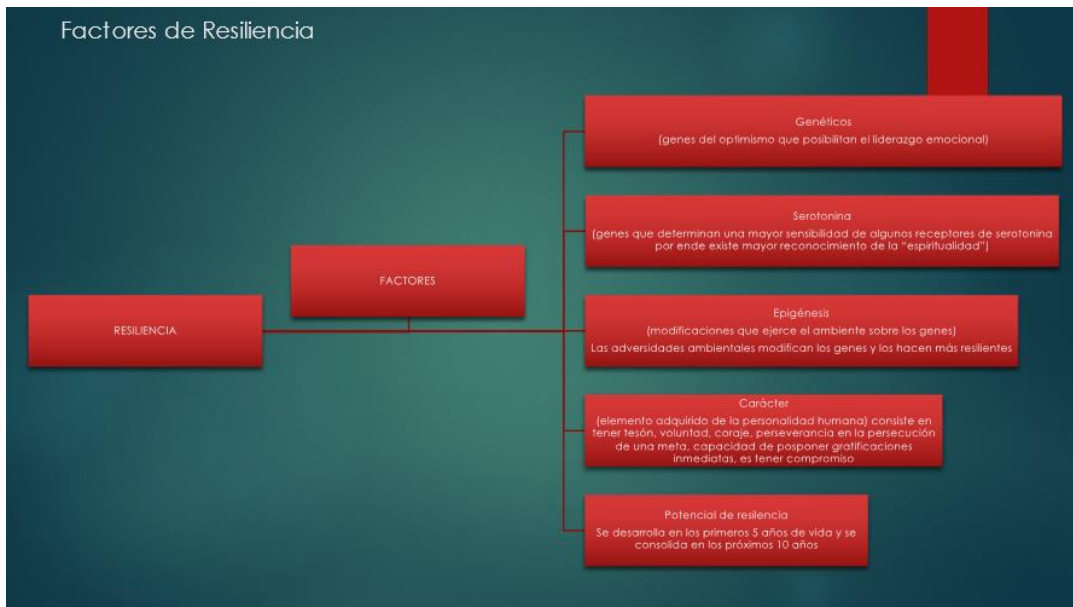 Factores de Resiliencia
RESILIENCIA
FACTORES
Genéticos
(genes del optimismo que posibilitan el liderazgo emocional)
Serotonina
(genes que determinan una mayor sensibilidad de algunos receptores de serotonina
por ende existe mayor reconocimiento de la “espiritualidad”)
Epigénesis
(modificaciones que ejerce el ambiente sobre los genes)
Las adversidades ambientales modifican los genes y los hacen más resilientes
Carácter
(elemento adquirido de la personalidad humana) consiste en
tener tesón, voluntad, coraje, perseverancia en la persecución
de una meta, capacidad de posponer gratificaciones
inmediatas, es tener compromiso
Potencial de resilencia
Se desarrolla en los primeros 5 años de vida y se
consolida en los próximos 10 años